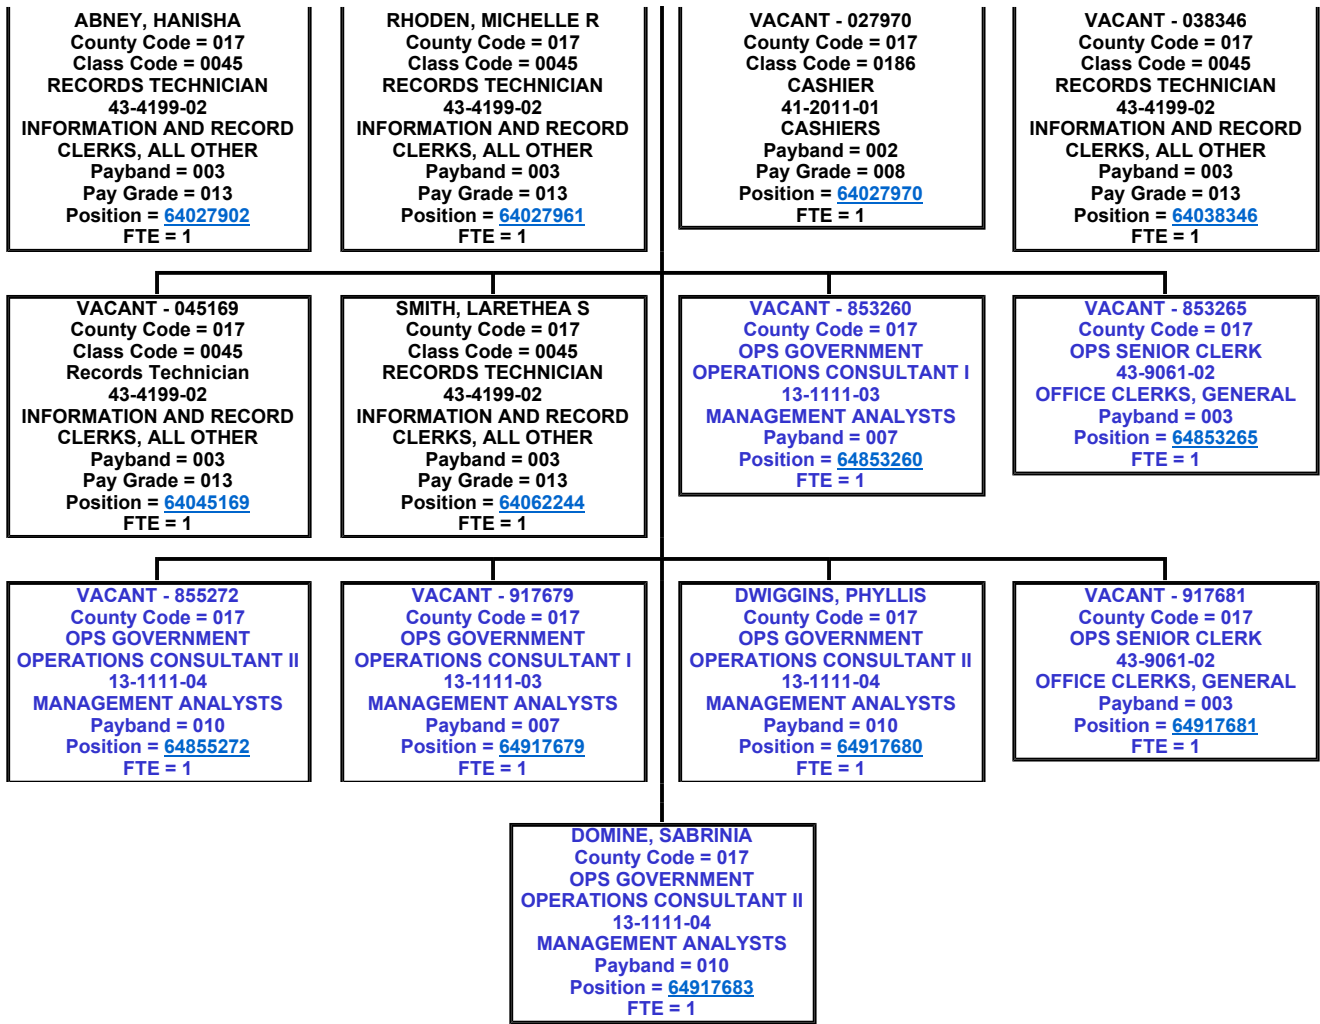 ABNEY, HANISHA
County Code = 017
Class Code = 0045
RECORDS TECHNICIAN
43-4199-02
INFORMATION AND RECORD
CLERKS, ALL OTHER
Payband = 003
Pay Grade = 013
Position = 64027902
FTE = 1
RHODEN, MICHELLE R
County Code = 017
Class Code = 0045
RECORDS TECHNICIAN
43-4199-02
INFORMATION AND RECORD
CLERKS, ALL OTHER
Payband = 003
Pay Grade = 013
Position = 64027961
FTE = 1
VACANT - 027970
County Code = 017
Class Code = 0186
CASHIER
41-2011-01
CASHIERS
Payband = 002
Pay Grade = 008
Position = 64027970
FTE = 1
VACANT - 038346
County Code = 017
Class Code = 0045
RECORDS TECHNICIAN
43-4199-02
INFORMATION AND RECORD
CLERKS, ALL OTHER
Payband = 003
Pay Grade = 013
Position = 64038346
FTE = 1
VACANT - 045169
County Code = 017
Class Code = 0045
Records Technician
43-4199-02
INFORMATION AND RECORD
CLERKS, ALL OTHER
Payband = 003
Pay Grade = 013
Position = 64045169
FTE = 1
SMITH, LARETHEA S
County Code = 017
Class Code = 0045
RECORDS TECHNICIAN
43-4199-02
INFORMATION AND RECORD
CLERKS, ALL OTHER
Payband = 003
Pay Grade = 013
Position = 64062244
FTE = 1
VACANT - 853260
County Code = 017
OPS GOVERNMENT
OPERATIONS CONSULTANT I
13-1111-03
MANAGEMENT ANALYSTS
Payband = 007
Position = 64853260
FTE = 1
VACANT - 853265
County Code = 017
OPS SENIOR CLERK
43-9061-02
OFFICE CLERKS, GENERAL
Payband = 003
Position = 64853265
FTE = 1
VACANT - 855272
County Code = 017
OPS GOVERNMENT
OPERATIONS CONSULTANT II
13-1111-04
MANAGEMENT ANALYSTS
Payband = 010
Position = 64855272
FTE = 1
VACANT - 917679
County Code = 017
OPS GOVERNMENT
OPERATIONS CONSULTANT I
13-1111-03
MANAGEMENT ANALYSTS
Payband = 007
Position = 64917679
FTE = 1
DWIGGINS, PHYLLIS
County Code = 017
OPS GOVERNMENT
OPERATIONS CONSULTANT II
13-1111-04
MANAGEMENT ANALYSTS
Payband = 010
Position = 64917680
FTE = 1
VACANT - 917681
County Code = 017
OPS SENIOR CLERK
43-9061-02
OFFICE CLERKS, GENERAL
Payband = 003
Position = 64917681
FTE = 1
DOMINE, SABRINIA
County Code = 017
OPS GOVERNMENT
OPERATIONS CONSULTANT II
13-1111-04
MANAGEMENT ANALYSTS
Payband = 010
Position = 64917683
FTE = 1